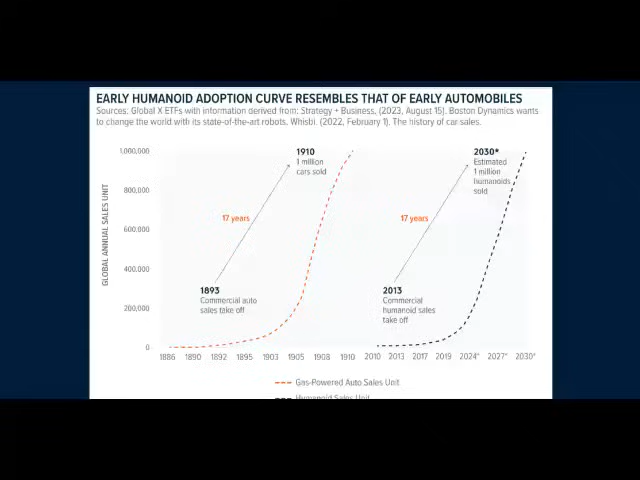 EARLY HUMANOID ADOPTION CURVE RESEMBLES THAT OF EARLY AUTOMOBILES
Sources: Global X ETFs with information derived from: Strategy + Business, (2023, August 15). Boston Dynamics wants
to change the world with its state-of-the-art robots. Whisbi. (2022, February 1). The history of car sales.
GLOBAL ANNUAL SALES UNIT
1,000,000
800,000
600,000
400,000
200,000
0
1910
1 million
cars sold
17 years
1893
Commercial auto
sales take off
2030*
Estimated
1 million
humanoids
sold
17 years
2013
Commercial
humanoid sales
take off
1886 1890 1892 1895 1903 1905 1908 1910 2010 2013 2017 2019 2024* 2027* 2030*
Gas-Powered Auto Sales Unit
Humanoid Sales Unit